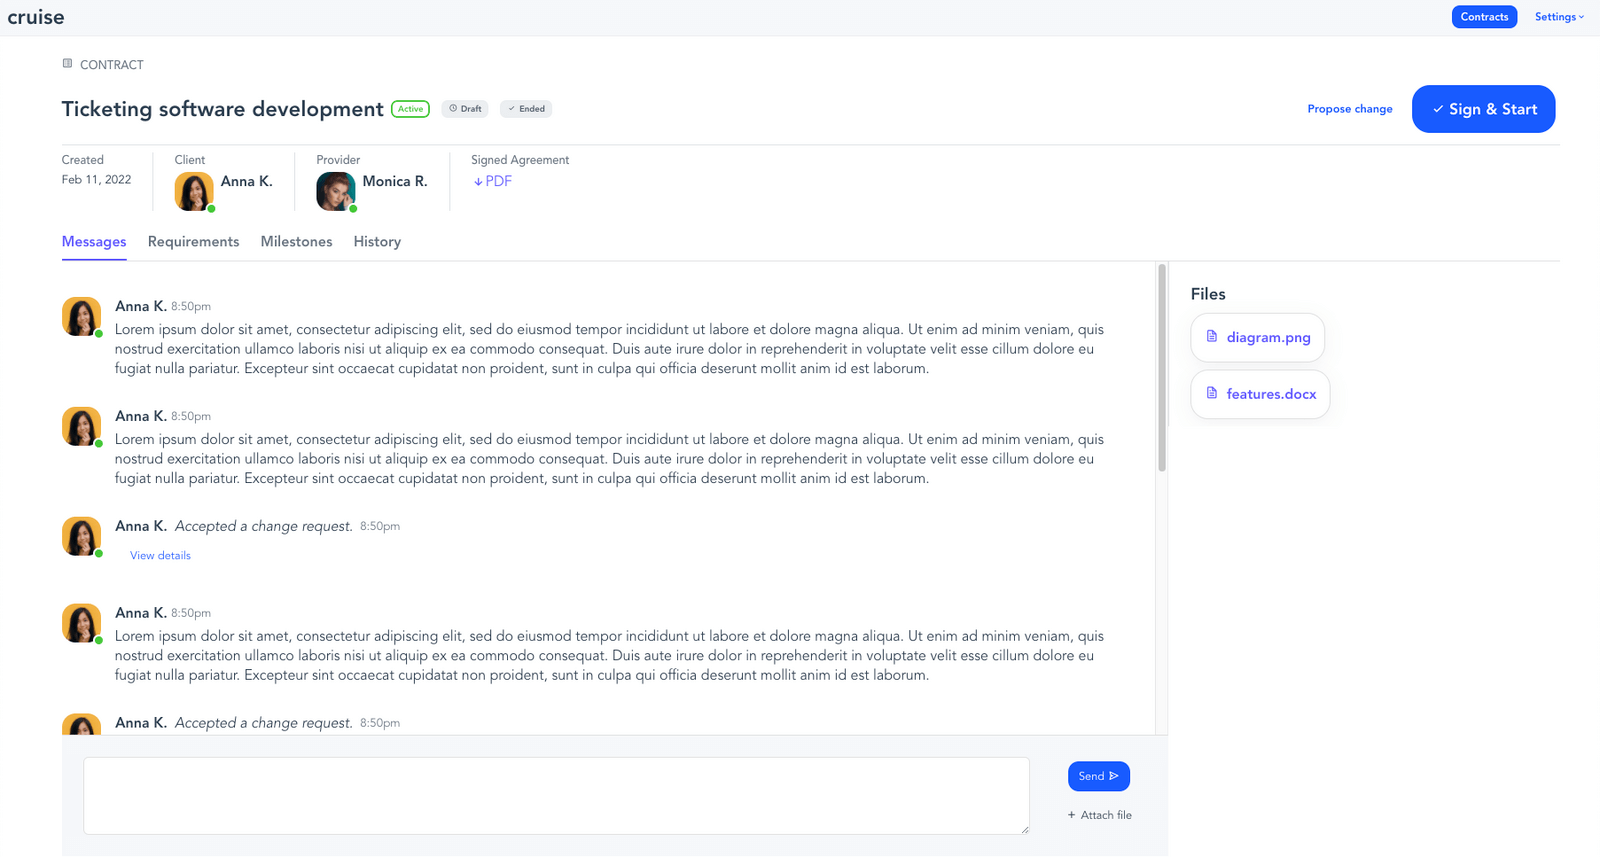 cruise
Contracts
Settings
CONTRACT
Ticketing software development
Active
Draft
Ended
Propose change
Sign & Start
Created
Feb 11, 2022
Client
Anna K.
Provider
Monica R.
Signed Agreement
PDF
Messages
Requirements
Milestones
History
Anna K. 8:50pm
Lorem ipsum dolor sit amet, consectetur adipiscing elit, sed do eiusmod tempor incididunt ut labore et dolore magna aliqua. Ut enim ad minim veniam, quis
nostrud exercitation ullamco laboris nisi ut aliquip ex ea commodo consequat. Duis aute irure dolor in reprehenderit in voluptate velit esse cillum dolore eu
fugiat nulla pariatur. Excepteur sint occaecat cupidatat non proident, sunt in culpa qui officia deserunt mollit anim id est laborum.
Anna K. 8:50pm
Lorem ipsum dolor sit amet, consectetur adipiscing elit, sed do eiusmod tempor incididunt ut labore et dolore magna aliqua. Ut enim ad minim veniam, quis
nostrud exercitation ullamco laboris nisi ut aliquip ex ea commodo consequat. Duis aute irure dolor in reprehenderit in voluptate velit esse cillum dolore eu
fugiat nulla pariatur. Excepteur sint occaecat cupidatat non proident, sunt in culpa qui officia deserunt mollit anim id est laborum.
Anna K. Accepted a change request. 8:50pm
View details
Anna K. 8:50pm
Lorem ipsum dolor sit amet, consectetur adipiscing elit, sed do eiusmod tempor incididunt ut labore et dolore magna aliqua. Ut enim ad minim veniam, quis
nostrud exercitation ullamco laboris nisi ut aliquip ex ea commodo consequat. Duis aute irure dolor in reprehenderit in voluptate velit esse cillum dolore eu
fugiat nulla pariatur. Excepteur sint occaecat cupidatat non proident, sunt in culpa qui officia deserunt mollit anim id est laborum.
Anna K. Accepted a change request. 8:50pm
Send
+ Attach file
Files
diagram.png
features.docx